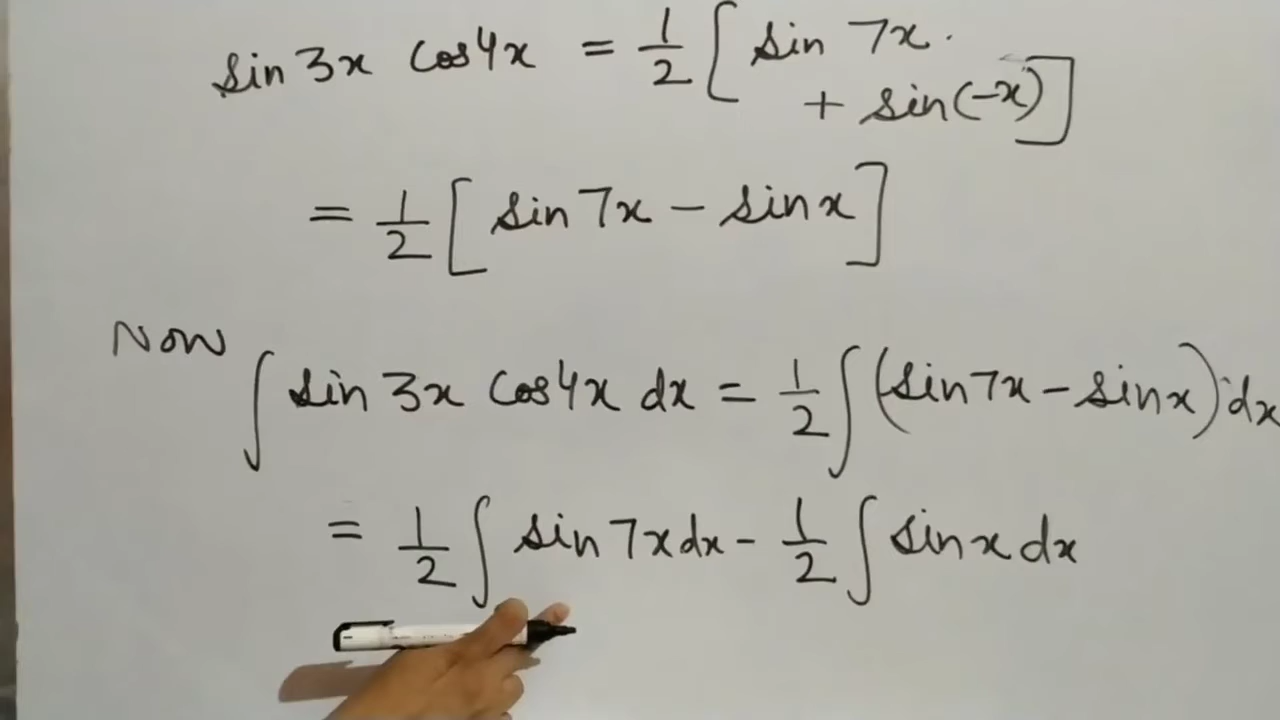 sin 3x cos4x = 1/2 [ sin 7x.
+ sin(-x) ]
= 1/2 [ sin 7x - sin x ]
Now
∫ sin 3x cos4x dx = 1/2 ∫ (sin7x - sinx) dx
= 1/2 ∫ sin 7x dx - 1/2 ∫ sinx dx